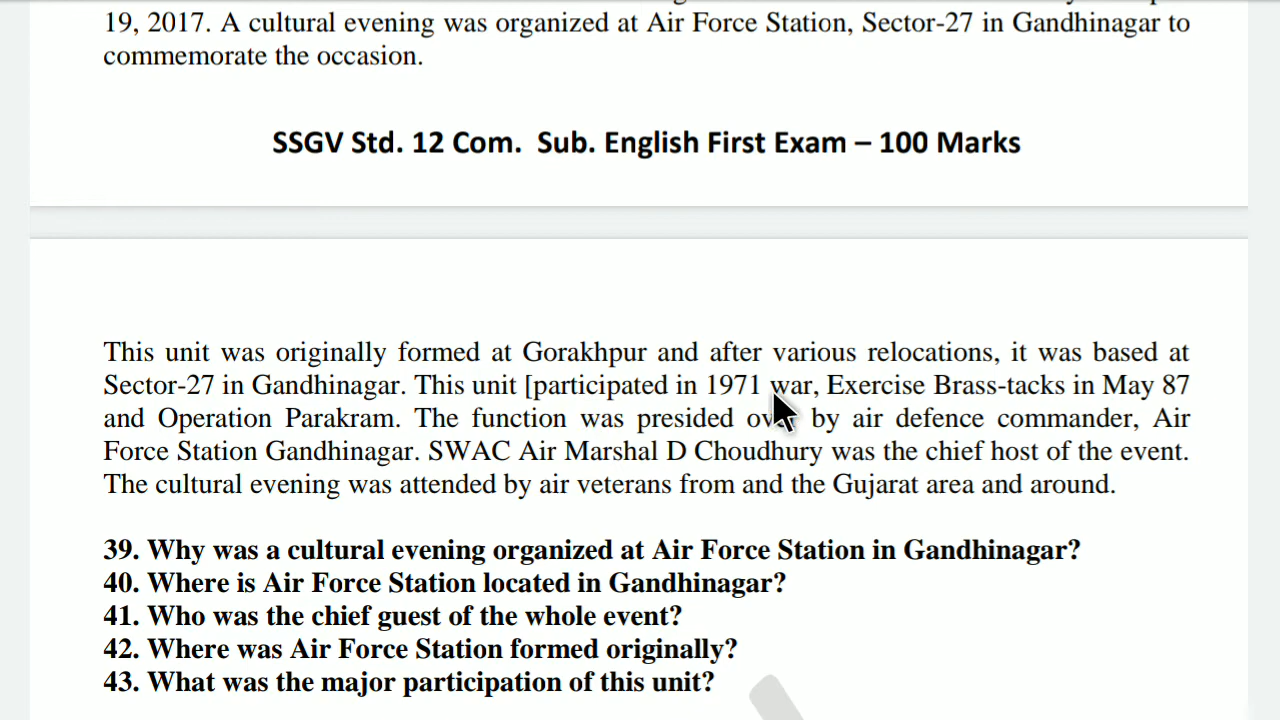 19, 2017. A cultural evening was organized at Air Force Station, Sector-27 in Gandhinagar to
commemorate the occasion.
SSGV Std. 12 Com. Sub. English First Exam – 100 Marks
This unit was originally formed at Gorakhpur and after various relocations, it was based at
Sector-27 in Gandhinagar. This unit [participated in 1971 war, Exercise Brass-tacks in May 87
and Operation Parakram. The function was presided over by air defence commander, Air
Force Station Gandhinagar. SWAC Air Marshal D Choudhury was the chief host of the event.
The cultural evening was attended by air veterans from and the Gujarat area and around.
39. Why was a cultural evening organized at Air Force Station in Gandhinagar?
40. Where is Air Force Station located in Gandhinagar?
41. Who was the chief guest of the whole event?
42. Where was Air Force Station formed originally?
43. What was the major participation of this unit?